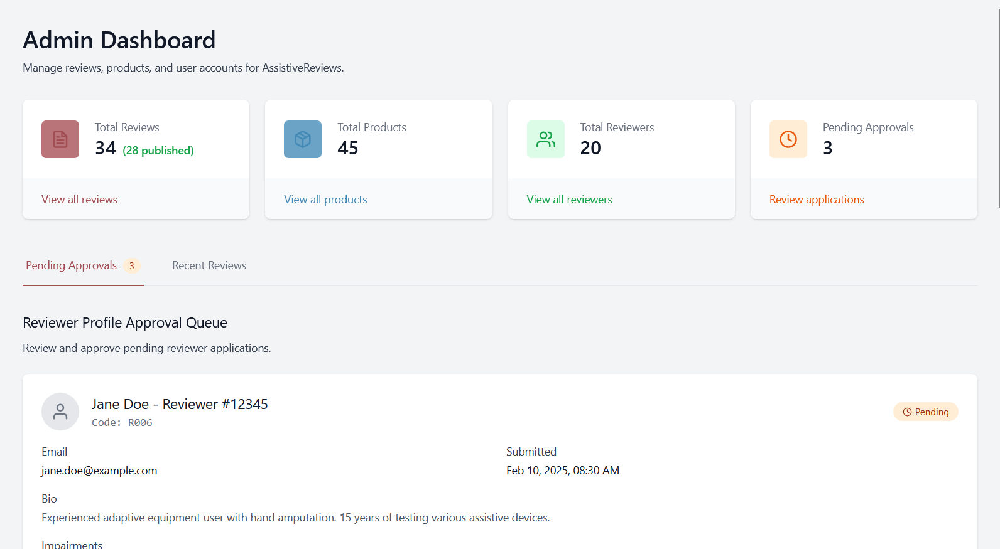 Admin Dashboard
Manage reviews, products, and user accounts for AssistiveReviews.
Total Reviews
34 (28 published)
View all reviews
Total Products
45
View all products
Total Reviewers
20
View all reviewers
Pending Approvals
3
Review applications
Pending Approvals 3
Recent Reviews
Reviewer Profile Approval Queue
Review and approve pending reviewer applications.
Jane Doe - Reviewer #12345
Code: R006
Pending
Email
jane.doe@example.com
Submitted
Feb 10, 2025, 08:30 AM
Bio
Experienced adaptive equipment user with hand amputation. 15 years of testing various assistive devices.
Impairments